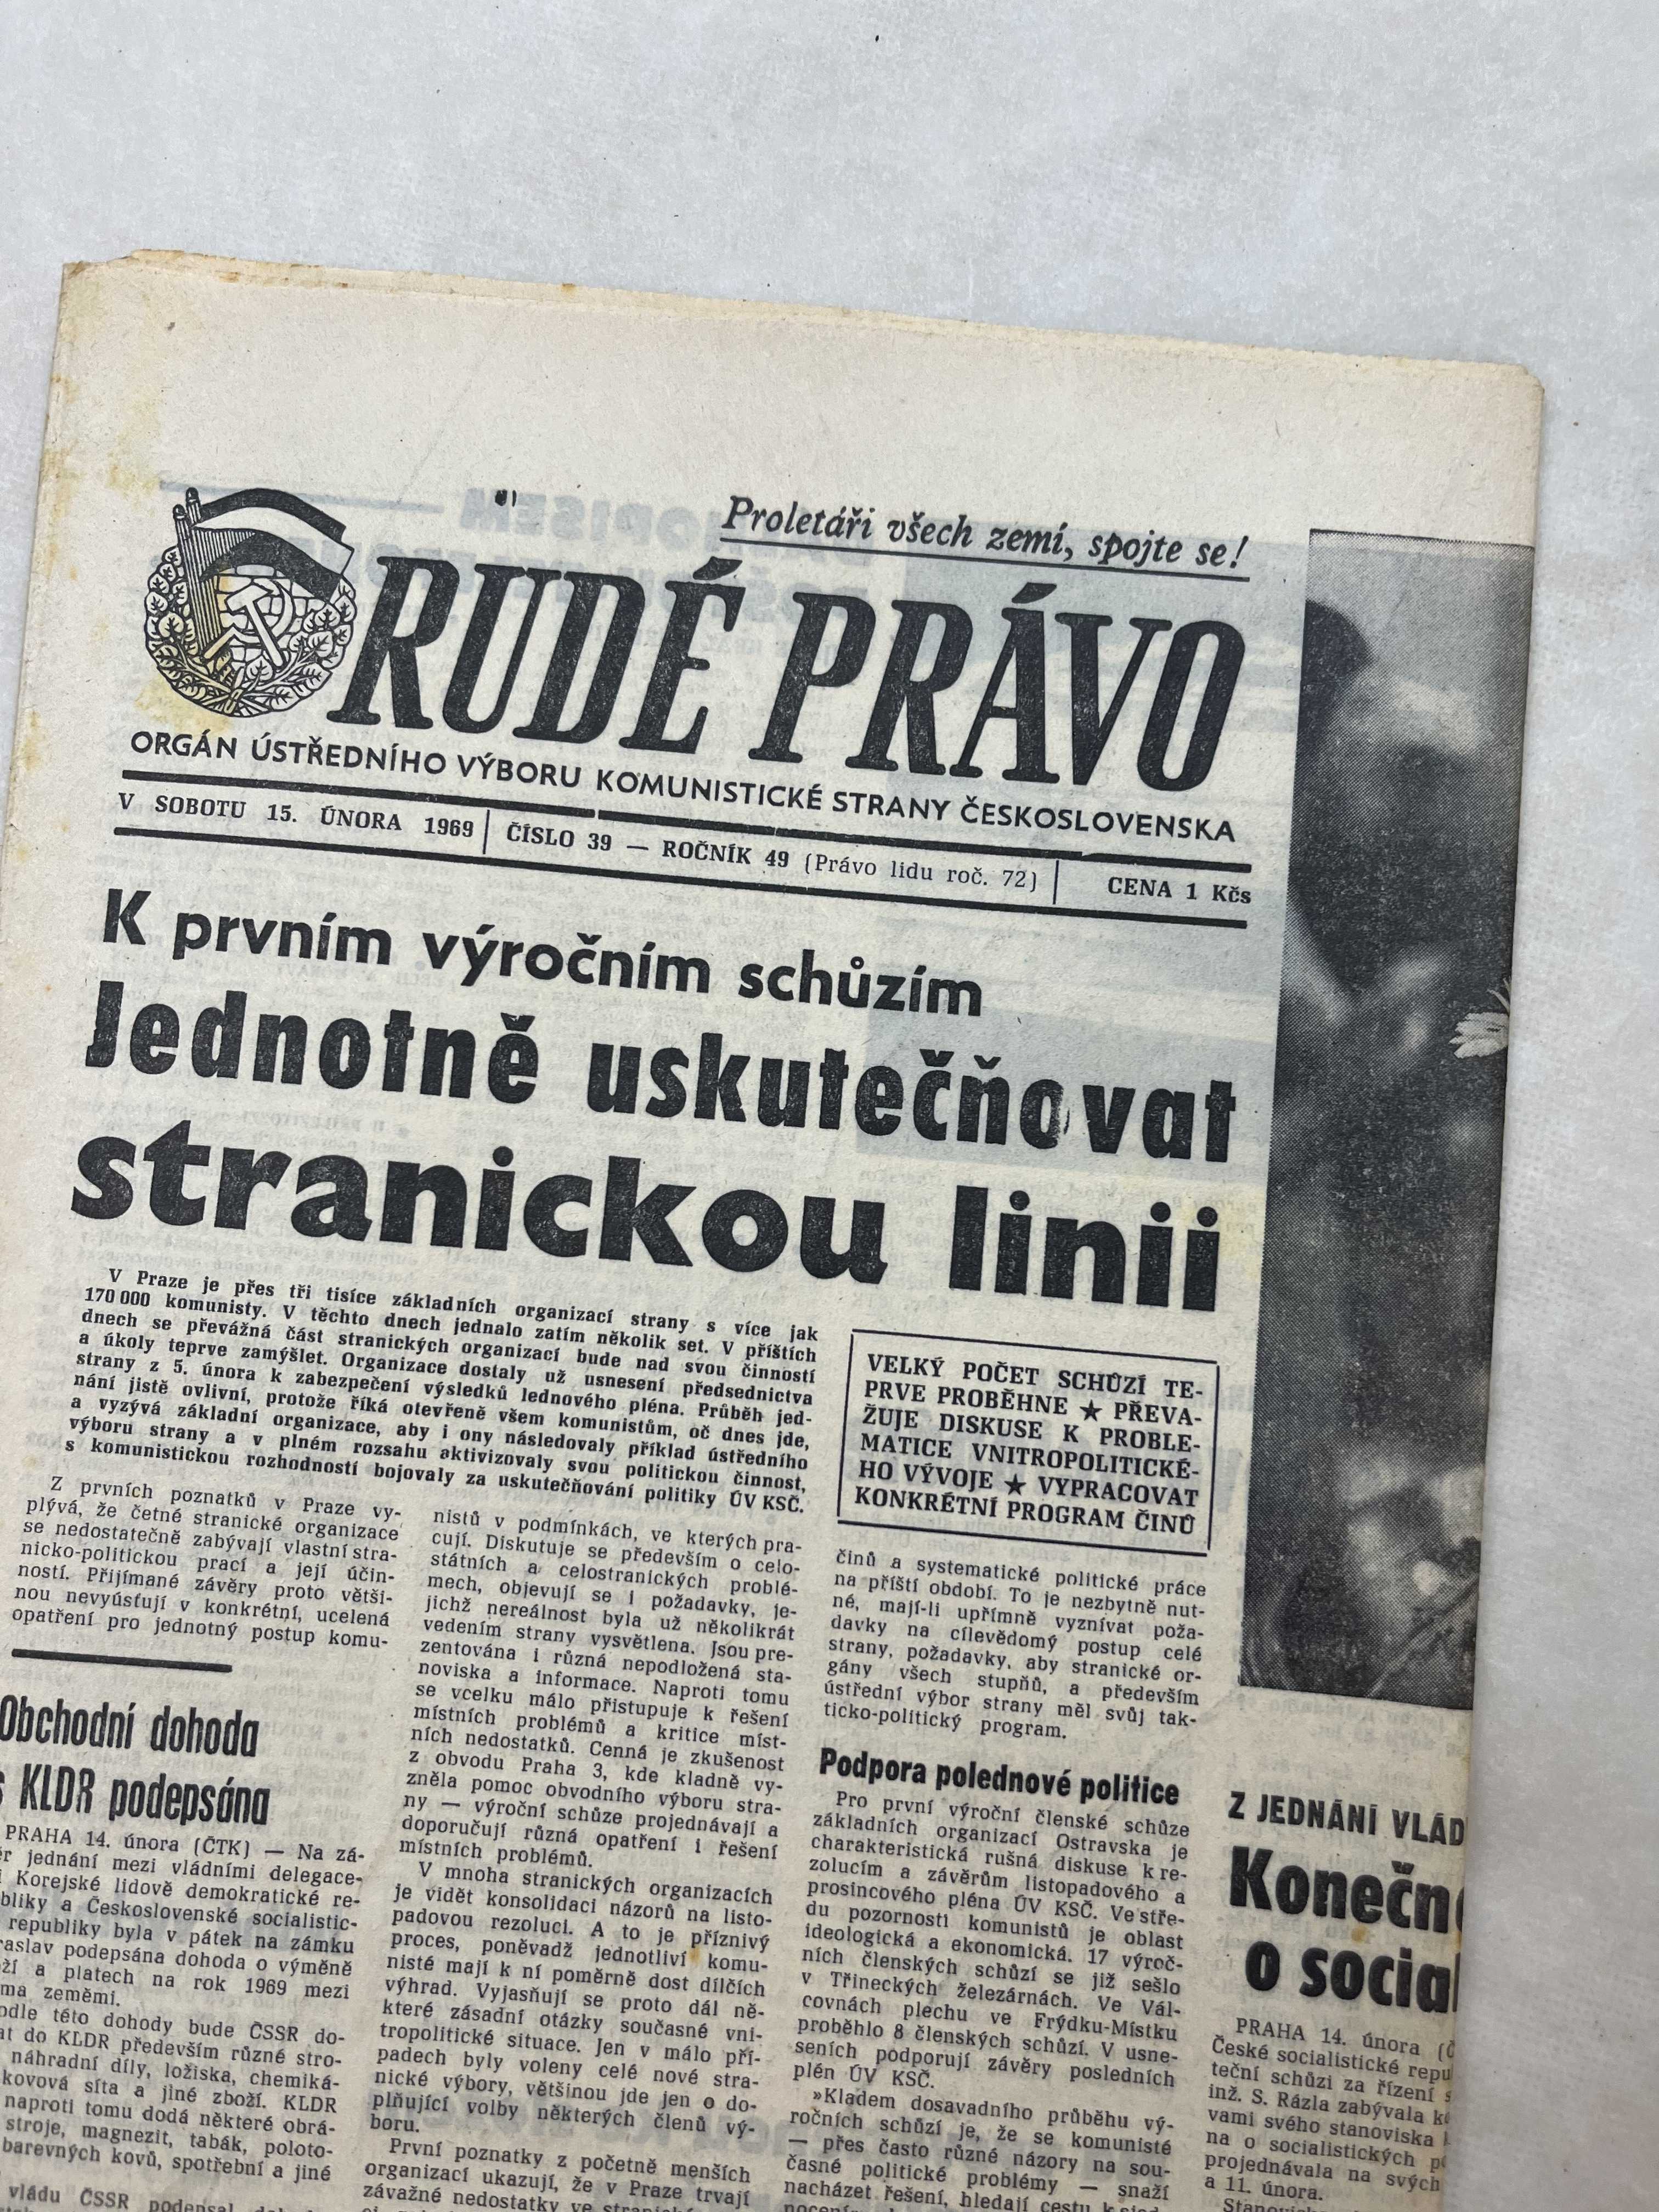 Proletáři všech zemí, spojte se!
RUDÉ PRÁVO
ORGÁN ÚSTŘEDNÍHO VÝBORU KOMUNISTICKÉ STRANY ČESKOSLOVENSKA
V SOBOTU 15. ÚNORA 1969 ČÍSLO 39 — ROČNÍK 49 (Právo lidu roč. 72) CENA 1 Kčs
K prvním výročním schůzím
Jednotně uskutečňovat
stranickou linii
V Praze je přes tři tisíce základních organizací strany s více jak
170 000 komunisty. V těchto dnech jednalo zatím několik set. V příštích
dnech se převážná část stranických organizací bude nad svou činností
a úkoly teprve zamýšlet. Organizace dostaly už usnesení předsednictva
strany z 5. února k zabezpečení výsledků lednového pléna. Průběh jed-
nání jistě ovlivní, protože říká otevřeně všem komunistům, oč dnes jde,
a vyzývá základní organizace, aby i ony následovaly příklad ústředního
výboru strany a v plném rozsahu aktivizovaly svou politickou činnost,
s komunistickou rozhodností bojovaly za uskutečňování politiky ÚV KSČ.
VELKÝ POČET SCHŮZÍ TE-
PRVE PROBĚHNE ★ PŘEVA-
ŽUJE DISKUSE K PROBLE-
MATICE VNITROPOLITICKÉ-
HO VÝVOJE ★ VYPRACOVAT
KONKRÉTNÍ PROGRAM ČINŮ
Z prvních poznatků v Praze vy-
plývá, že četné stranické organizace
se nedostatečně zabývají vlastní stra-
nicko-politickou prací a její účin-
ností. Přijímané závěry proto větši-
nou nevyúsťují v konkrétní, ucelená
opatření pro jednotný postup komu-
nistů v podmínkách, ve kterých pra-
cují. Diskutuje se především o celo-
státních a celostranických problé-
mech, objevují se i požadavky, je-
jichž nereálnost byla už několikrát
vedením strany vysvětlena. Jsou pre-
zentována i různá nepodložená sta-
noviska a informace. Naproti tomu
se vcelku málo přistupuje k řešení
místních problémů a kritice míst-
ních nedostatků. Cenná je zkušenost
z obvodu Praha 3, kde kladně vy-
zněla pomoc obvodního výboru stra-
ny — výroční schůze projednávají a
doporučují různá opatření i řešení
místních problémů.
V mnoha stranických organizacích
je vidět konsolidaci názorů na listo-
padovou rezoluci. A to je příznivý
proces, poněvadž jednotliví komu-
nisté mají k ní poměrně dost dílčích
výhrad. Vyjasňují se proto dál ně-
které zásadní otázky současné vni-
tropolitické situace. Jen v málo pří-
padech byly voleny celé nové stra-
nické výbory, většinou jde jen o do-
plňující volby některých členů vý-
boru.
První poznatky z početně menších
organizací ukazují, že v Praze trvají
závažné nedostatky ve
činů a systematické politické práce
na příští období. To je nezbytně nut-
né, mají-li upřímně vyznívat poža-
davky na cílevědomý postup celé
strany, požadavky, aby stranické or-
gány všech stupňů, a především
ústřední výbor strany měl svůj tak-
ticko-politický program.
Podpora polednové politice
Pro první výroční členské schůze
základních organizací Ostravska je
charakteristická rušná diskuse k re-
zolucím a závěrům listopadového a
prosincového pléna ÚV KSČ. Ve stře-
du pozornosti komunistů je oblast
ideologická a ekonomická. 17 výroč-
ních členských schůzí se již sešlo
v Třineckých železárnách. Ve Vál-
covnách plechu ve Frýdku-Místku
proběhlo 8 členských schůzí. V usne-
seních podporují závěry posledních
plén ÚV KSČ.
»Kladem dosavadního průběhu vý-
ročních schůzí je, že se komunisté
— přes často různé názory na sou-
časné politické problémy — snaží
nacházet řešení, hledají cestu
Obchodní dohoda
s KLDR podepsána
PRAHA 14. února (ČTK) — Na zá-
jednání mezi vládními delegace-
Korejské lidově demokratické re-
bliky a Československé socialistic-
republiky byla v pátek na zámku
raslav podepsána dohoda o výměně
ží a platech na rok 1969 mezi
ma zeměmi.
odle této dohody bude ČSSR do-
at do KLDR především různé stro-
náhradní díly, ložiska, chemiká-
kovová síta a jiné zboží. KLDR
naproti tomu dodá některé obrá-
stroje, magnezit, tabák, poloto-
barevných kovů, spotřební a jiné
vládu ČSSR podepsal
Z JEDNÁNÍ VLÁD
Konečn
o social
PRAHA 14. února (Č
České socialistické repu
teční schůzi za řízení
inž. S. Rázla zabývala
vami svého stanoviska
na o socialistických
projednávala na svých
a 11. února.